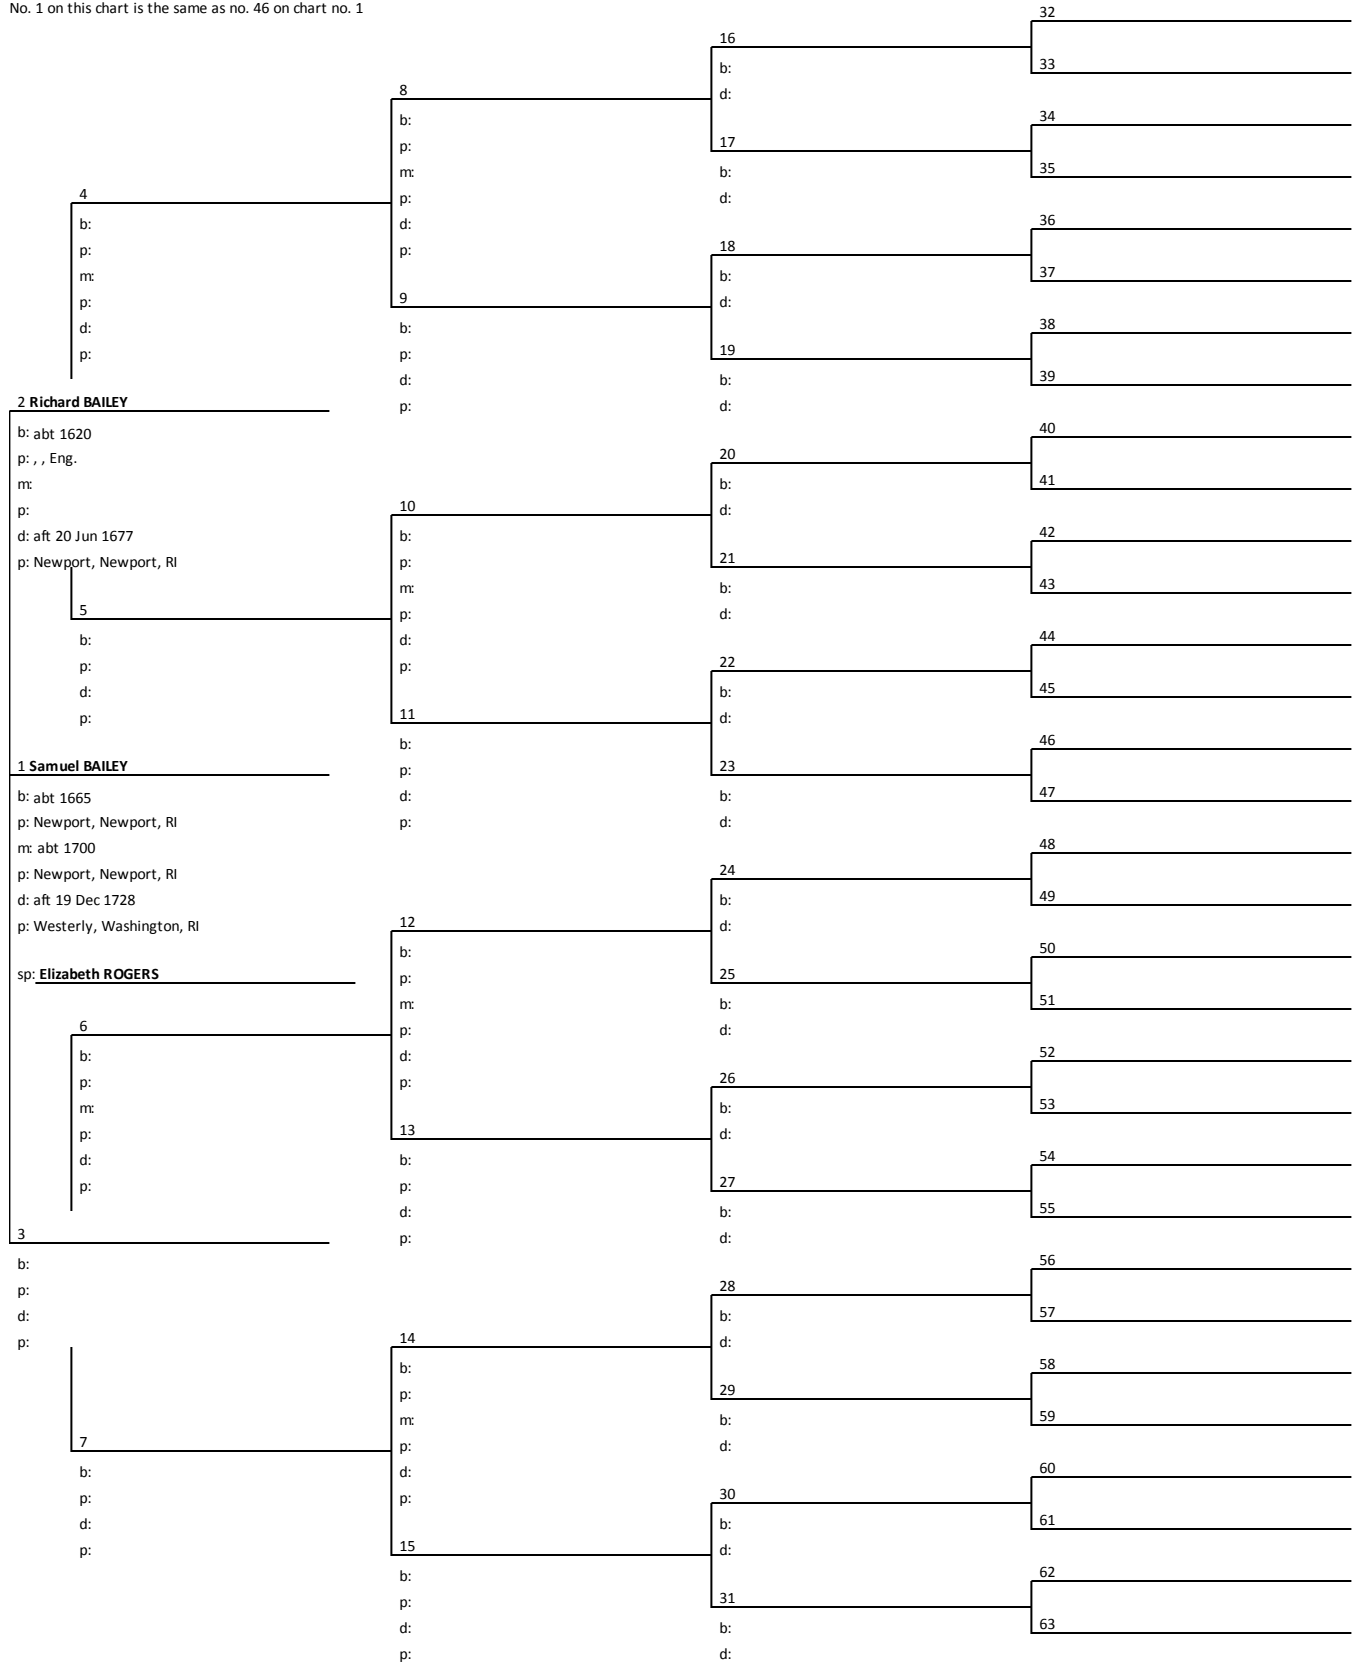 No. 1 on this chart is the same as no. 46 on chart no. 1
2 Richard BAILEY
b: abt 1620
p: , , Eng.
m:
p:
d: aft 20 Jun 1677
p: Newport, Newport, RI
1 Samuel BAILEY
b: abt 1665
p: Newport, Newport, RI
m: abt 1700
p: Newport, Newport, RI
d: aft 19 Dec 1728
p: Westerly, Washington, RI
sp: Elizabeth ROGERS
3
b:
p:
d:
p:
4
b:
p:
m:
p:
d:
p:
5
b:
p:
d:
p:
6
b:
p:
m:
p:
d:
p:
7
b:
p:
d:
p:
8
b:
p:
m:
p:
d:
p:
9
b:
p:
d:
p:
10
b:
p:
m:
p:
d:
p:
11
b:
p:
d:
p:
12
b:
p:
m:
p:
d:
p:
13
b:
p:
d:
p:
14
b:
p:
m:
p:
d:
p:
15
b:
p:
d:
p:
16
b:
d:
17
b:
d:
18
b:
d:
19
b:
d:
20
b:
d:
21
b:
d:
22
b:
d:
23
b:
d:
24
b:
d:
25
b:
d:
26
b:
d:
27
b:
d:
28
b:
d:
29
b:
d:
30
b:
d:
31
b:
d:
32
33
34
35
36
37
38
39
40
41
42
43
44
45
46
47
48
49
50
51
52
53
54
55
56
57
58
59
60
61
62
63